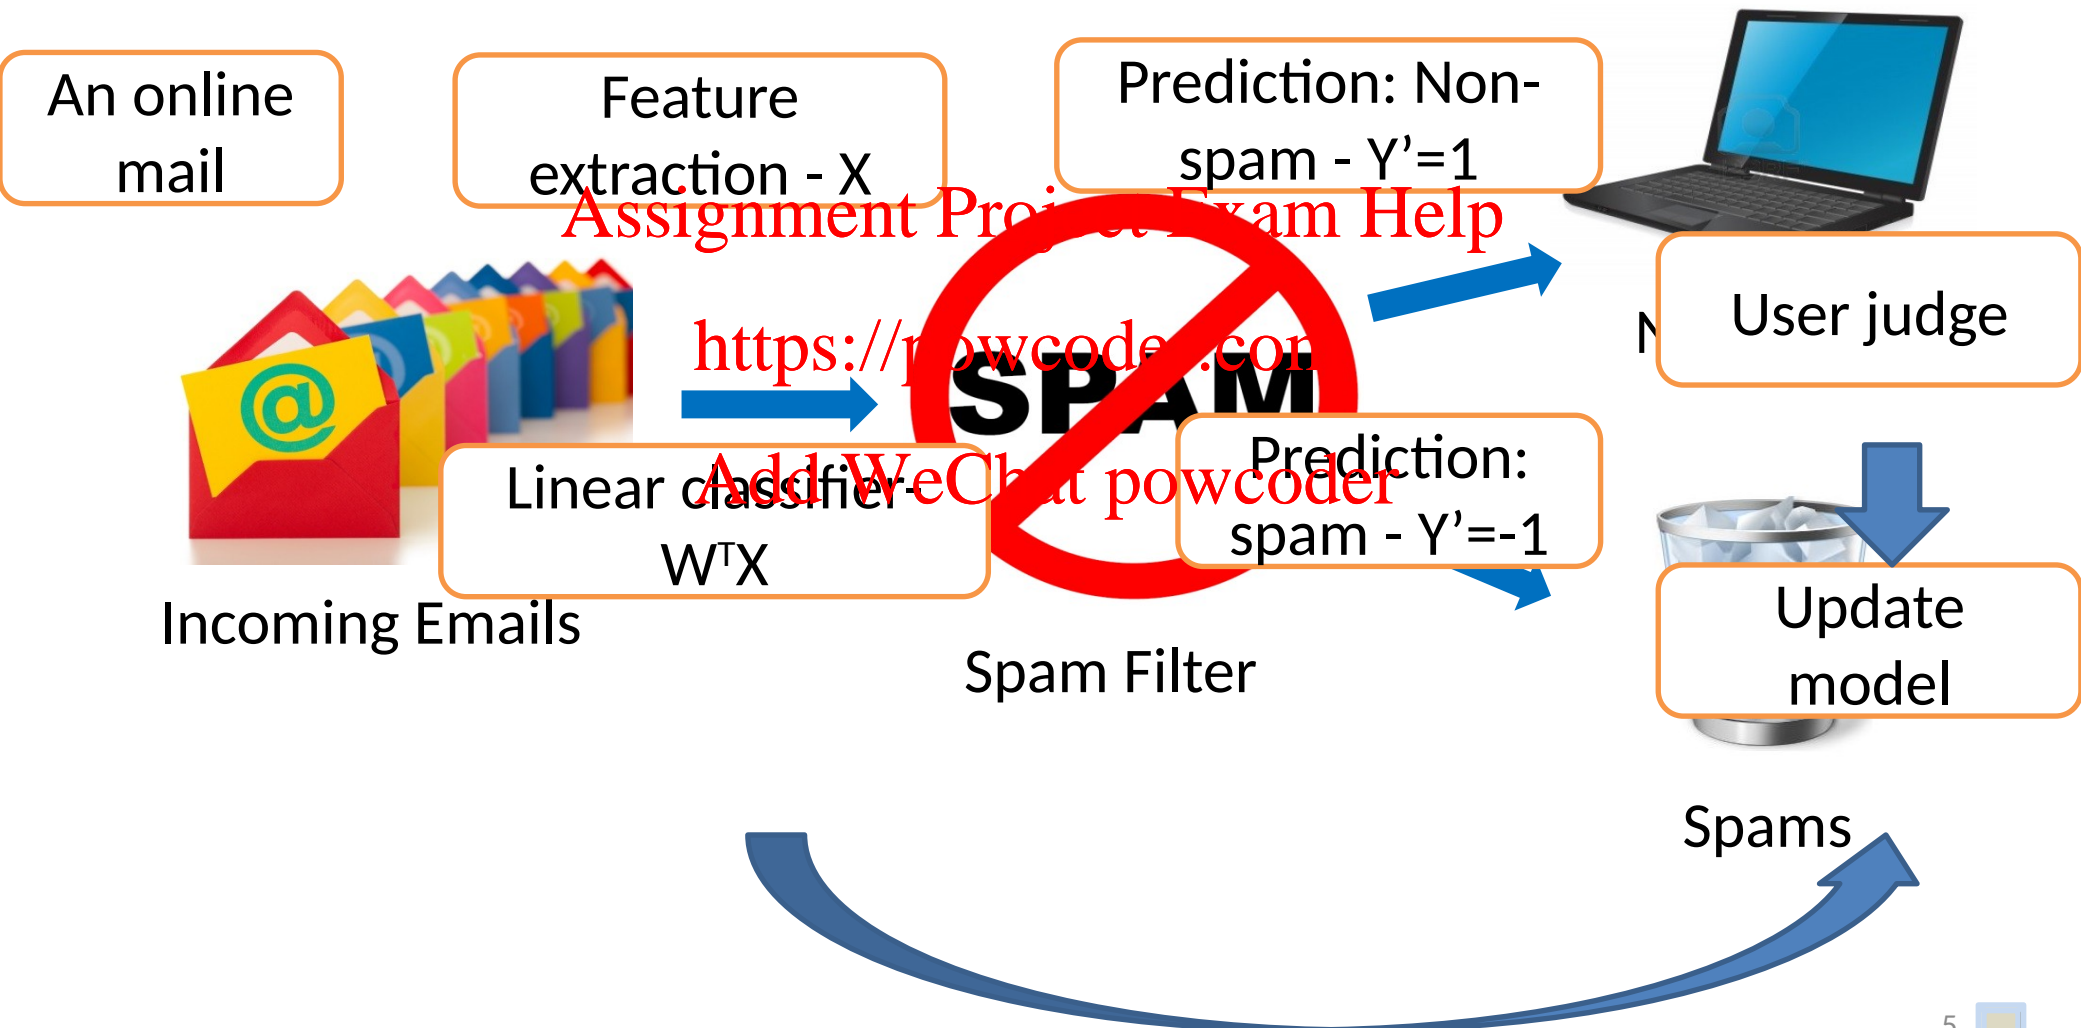 An online
mail
Feature
extraction - X
Prediction: Non-
spam - Y’=1
Assignment Project Exam Help
https://powcoder.com
SPAM
User judge
Linear classifier-
WᵀX
Add WeChat powcoder
Prediction:
spam - Y’=-1
Incoming Emails
Spam Filter
Update
model
Spams
5